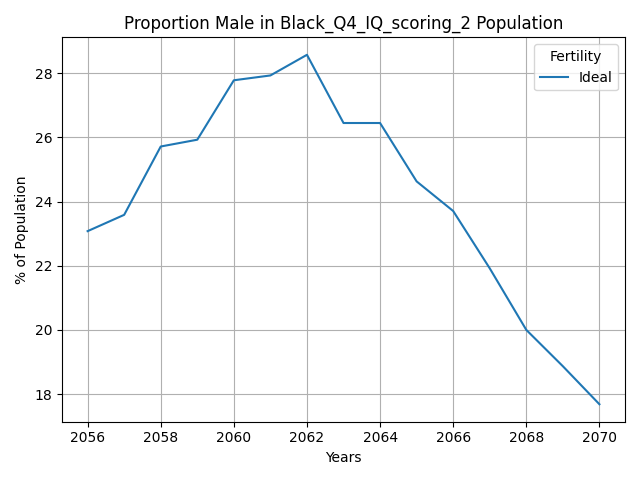 Proportion Male in Black_Q4_IQ_scoring_2 Population
Fertility
Ideal
% of Population
28
26
24
22
20
18
2056 2058 2060 2062 2064 2066 2068 2070
Years